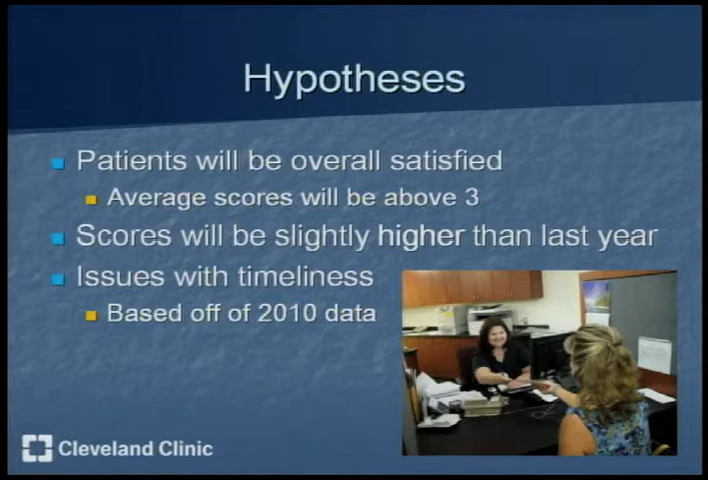 Hypotheses
Patients will be overall satisfied
Average scores will be above 3
Scores will be slightly higher than last year
Issues with timeliness
Based off of 2010 data
Cleveland Clinic